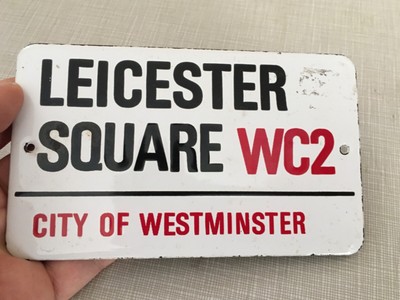 LEICESTER
SQUARE WC2
CITY OF WESTMINSTER